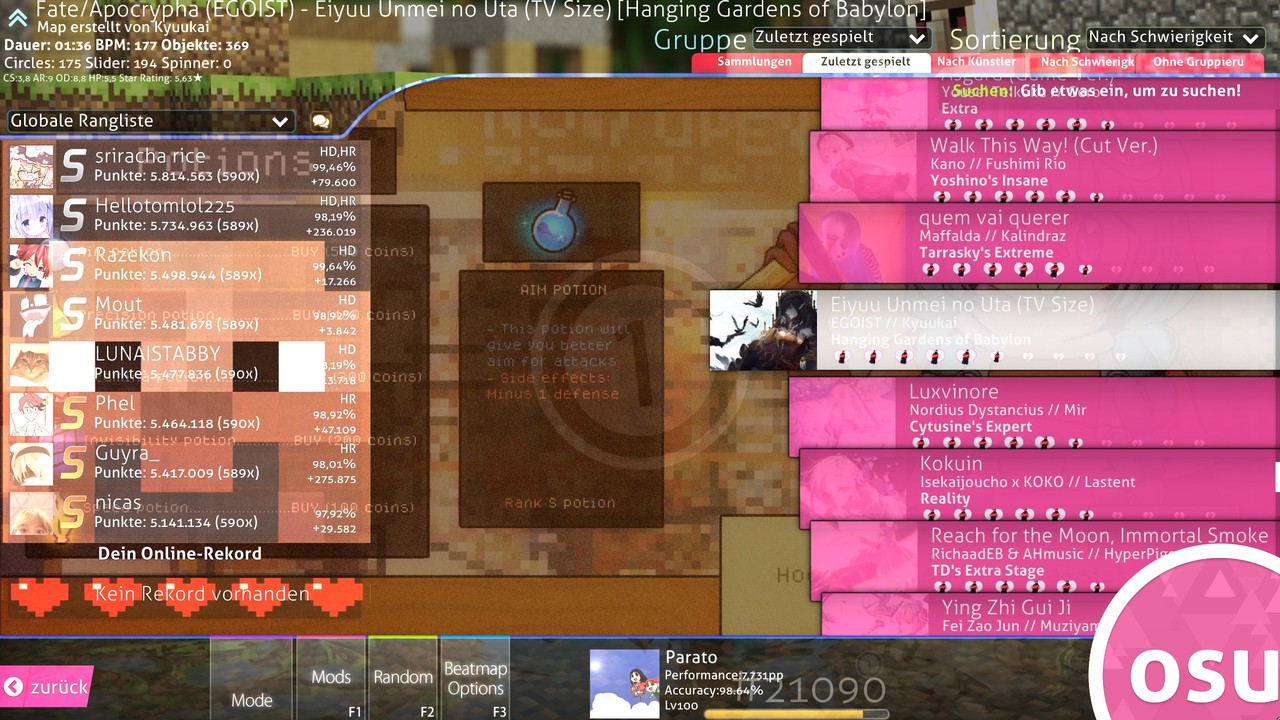 Fate/Apocrypha (EGOIST) - Eiyuu Unmei no Uta (TV Size) [Hanging Gardens of Babylon]
Map erstellt von Kyuukai
Dauer: 01:36 BPM: 177 Objekte: 369
Circles: 175 Slider: 194 Spinner: 0
CS:3,8 AR:9 OD:8,8 HP:5,5 Star Rating: 5,63★
Gruppe Zuletzt gespielt
Sortierung Nach Schwierigkeit
Sammlungen Zuletzt gespielt Nach Künstler Nach Schwierigk Ohne Gruppieru
Suchen: Gib etwas ein, um zu suchen!
Extra
Globale Rangliste
sriracha rice HD,HR
Punkte: 5.814.563 (590x) 99,46%
+79.600
Hellotomlol225 HD,HR
Punkte: 5.734.963 (589x) 98,19%
+236.019
Razekon HD
Punkte: 5.498.944 (589x) 99,64%
+17.266
Mout HD
Punkte: 5.481.678 (589x) 98,92%
+3.842
LUNAISTABBY HD
Punkte: 5.477.836 (590x)
Phel HR
Punkte: 5.464.118 (590x) 98,92%
+47.109
Guyra_ HR
Punkte: 5.417.009 (589x) 98,01%
+275.875
nicas
Punkte: 5.141.134 (590x) 97,92%
+29.582
Dein Online-Rekord
Kein Rekord vorhanden
AIM POTION
- This potion will
give you better
aim for attacks
- Side effects:
Minus 1 defense
Rank S potion
Walk This Way! (Cut Ver.)
Kano // Fushimi Rio
Yoshino's Insane
quem vai querer
Maffalda // Kalindraz
Tarrasky's Extreme
Eiyuu Unmei no Uta (TV Size)
EGOIST // Kyuukai
Hanging Gardens of Babylon
Luxvinore
Nordius Dystancius // Mir
Cytusine's Expert
Kokuin
Isekaijoucho x KOKO // Lastent
Reality
Reach for the Moon, Immortal Smoke
RichaadEB & AHmusic // HyperPig
TD's Extra Stage
Ying Zhi Gui Ji
Fei Zao Jun // Muziyam
zurück
Mode
Mods
F1
Random
F2
Beatmap
Options
F3
Parato
Performance:7.731pp
Accuracy:98.64%
Lv100
#21090
osu